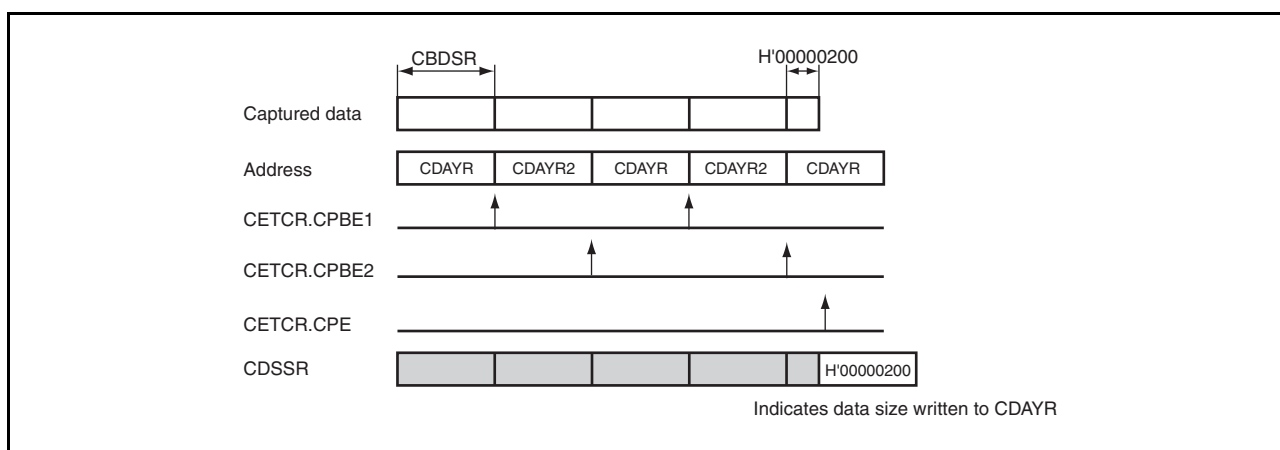 CBDSR H'00000200
Captured data
Address CDAYR CDAYR2 CDAYR CDAYR2 CDAYR
CETCR.CPBE1
CETCR.CPBE2
CETCR.CPE
CDSSR H'00000200
Indicates data size written to CDAYR